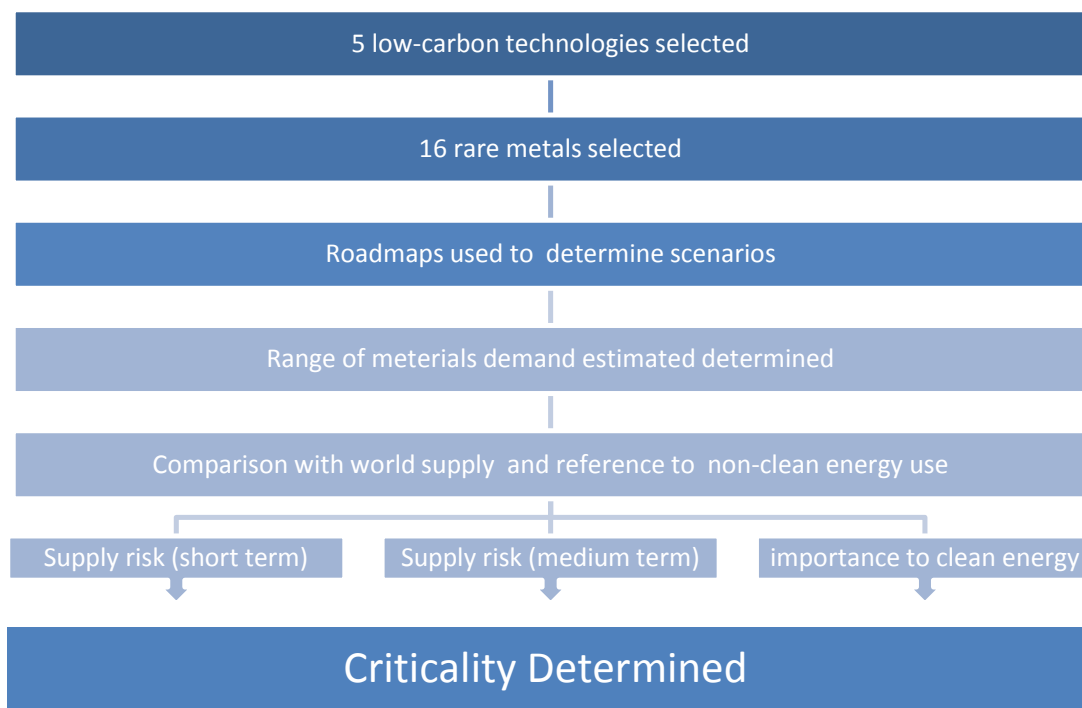 5 low-carbon technologies selected
16 rare metals selected
Roadmaps used to  determine scenarios
Range of meterials demand estimated determined
Comparison with world supply  and reference to  non-clean energy use
Supply risk (short term)
Supply risk (medium term)
importance to clean energy
Criticality Determined